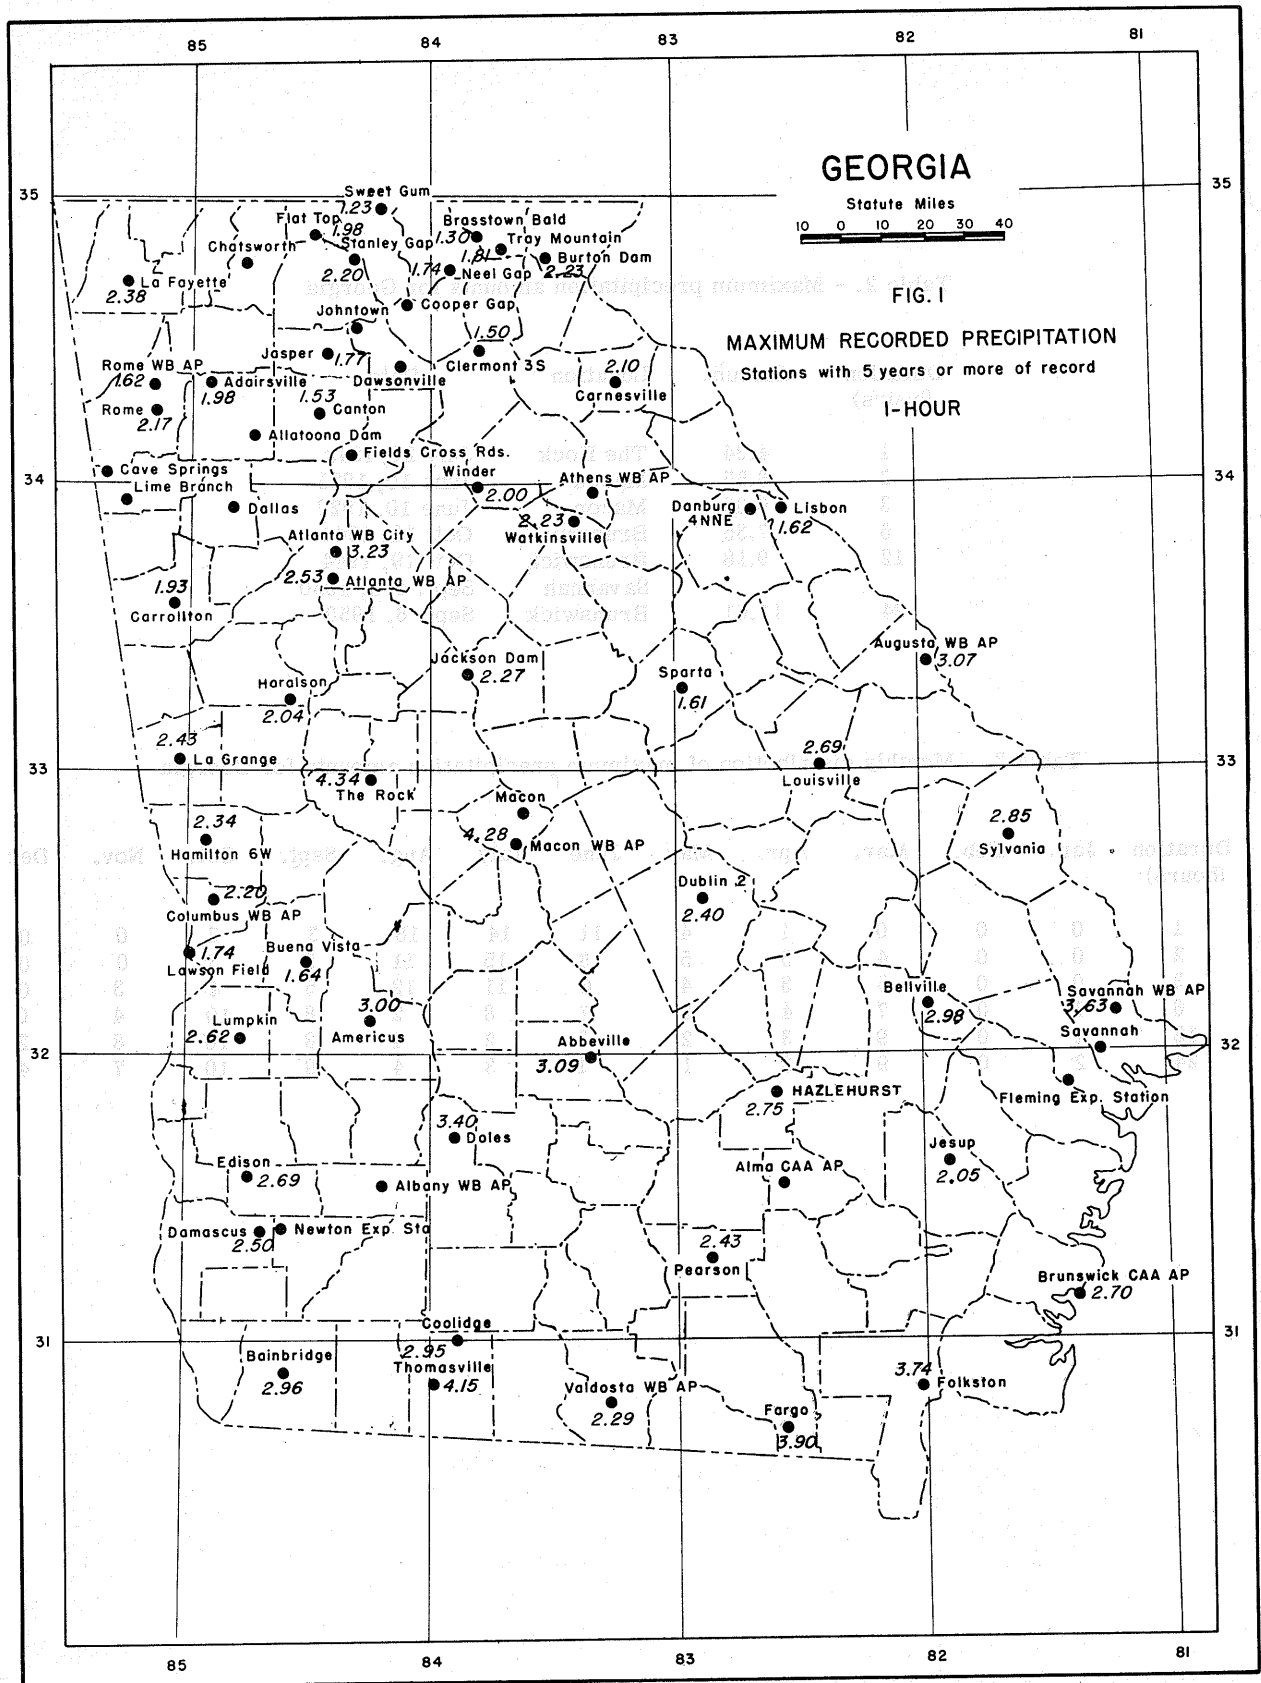 85 84 83 82 81
GEORGIA
Statute Miles
10 0 10 20 30 40
FIG. I
MAXIMUM RECORDED PRECIPITATION
Stations with 5 years or more of record
I-HOUR
35 35
Sweet Gum
1.23
Flat Top
1.98
Brasstown Bald
1.30
Chatsworth
Stanley Gap
2.20
Tray Mountain
1.81
Burton Dam
2.23
1.74
Neel Gap
La Fayette
2.38
Cooper Gap
Johntown
1.50
Clermont 3S
Jasper
1.77
Dawsonville
Rome WB AP
1.62
Adairsville
1.98
2.10
Carnesville
Rome
2.17
1.53
Canton
Allatoona Dam
Fields Cross Rds.
Cave Springs
34 34
Lime Branch
Winder
2.00
Athens WB AP
Dallas
2.23
Watkinsville
Danburg
4NNE
Lisbon
1.62
Atlanta WB City
3.23
2.53
Atlanta WB AP
1.93
Carrollton
Augusta WB AP
3.07
Jackson Dam
2.27
Sparta
1.61
Haralson
2.04
2.43
La Grange
2.69
Louisville
33 33
4.34
The Rock
Macon
2.34
Hamilton 6W
4.28
Macon WB AP
2.85
Sylvania
Dublin 2
2.40
2.20
Columbus WB AP
1.74
Lawson Field
Buena Vista
1.64
Bellville
2.98
Savannah WB AP
3.63
3.00
Americus
Lumpkin
2.62
Savannah
32 32
Abbeville
3.09
HAZLEHURST
2.75
Fleming Exp. Station
3.40
Doles
Jesup
2.05
Edison
2.69
Albany WB AP
Alma CAA AP
Damascus
2.50
Newton Exp. Sta
2.43
Pearson
Brunswick CAA AP
2.70
31 31
Coolidge
2.95
Bainbridge
2.96
Thomasville
4.15
Valdosta WB AP
2.29
3.74
Folkston
Fargo
3.90
85 84 83 82 81